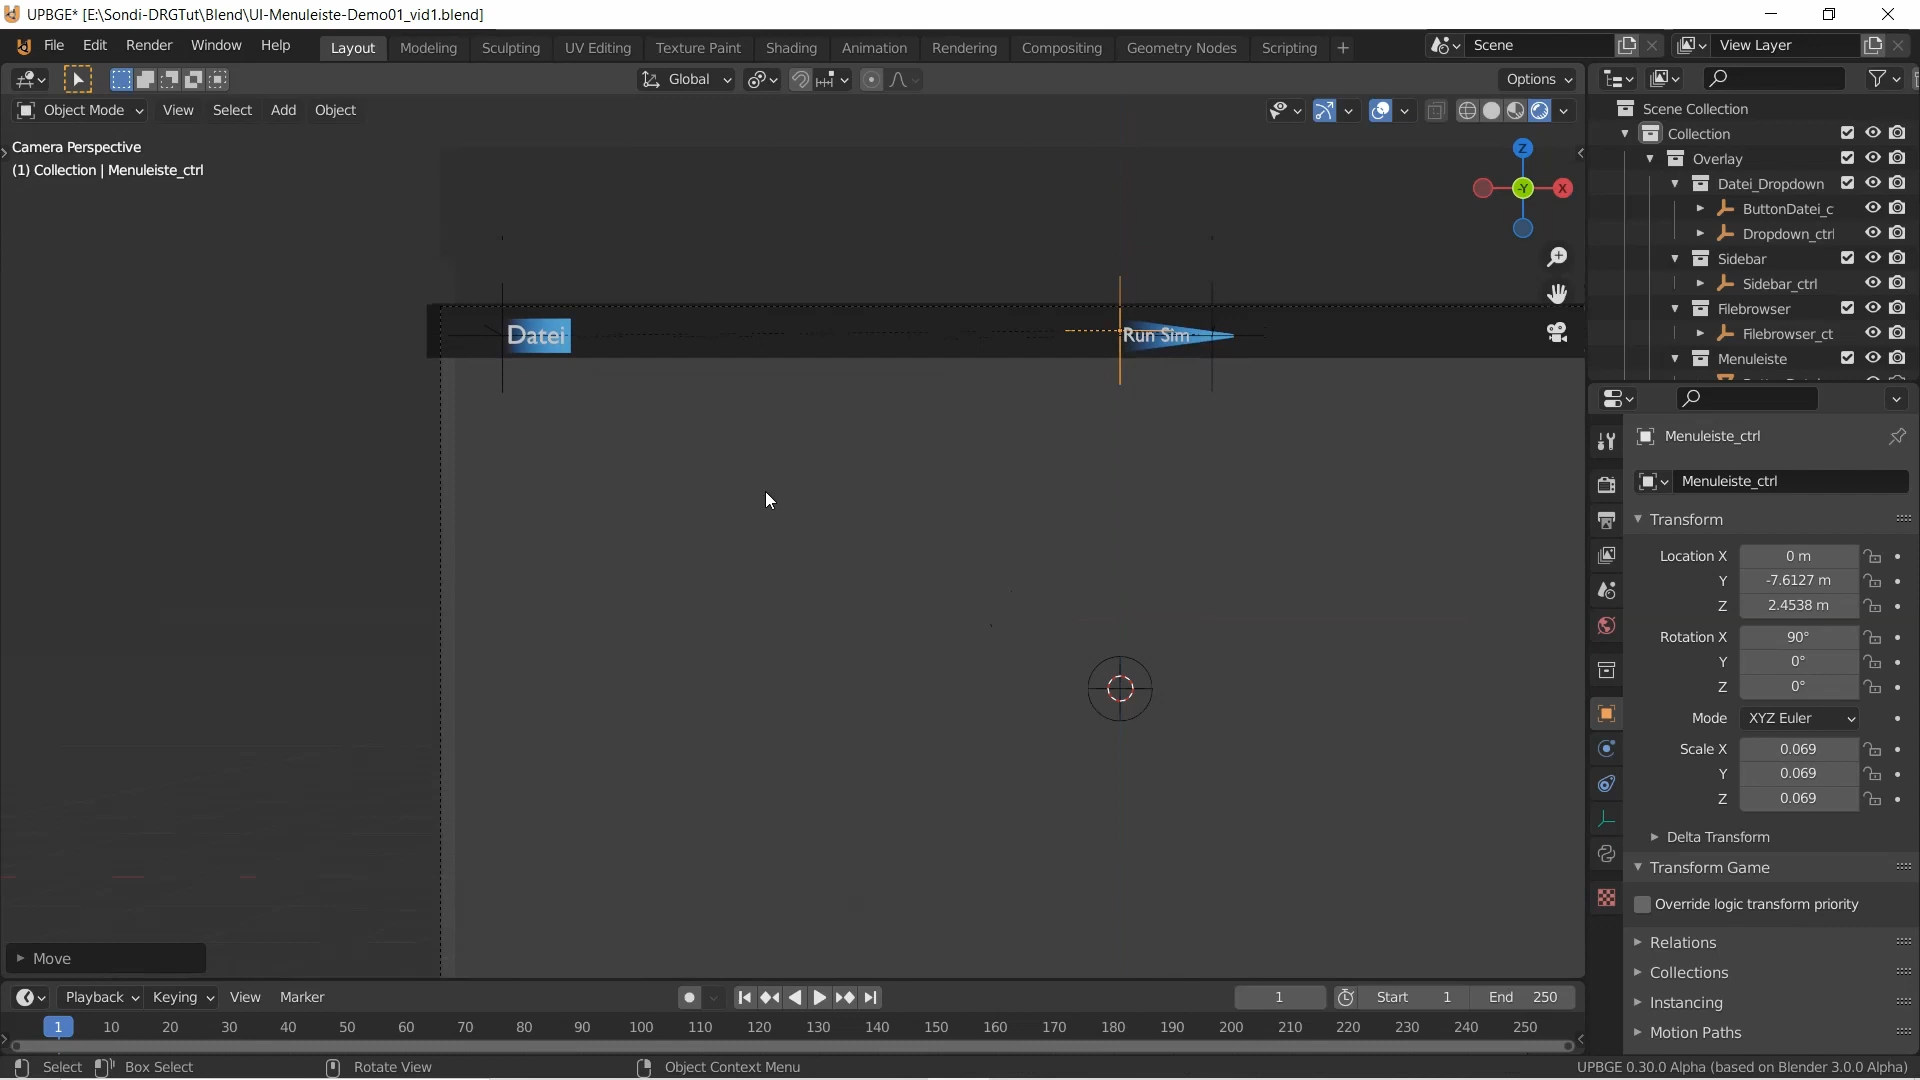 UPBGE* [E:\Sondi-DRGTut\Blend\UI-Menuleiste-Demo01_vid1.blend]
File Edit Render Window Help Layout Modeling Sculpting UV Editing Texture Paint Shading Animation Rendering Compositing Geometry Nodes Scripting + Scene View Layer
Global Options
Object Mode View Select Add Object
Scene Collection
Collection
Overlay
Datei_Dropdown
ButtonDatei_c
Dropdown_ctrl
Sidebar
Sidebar_ctrl
Filebrowser
Filebrowser_ct
Menuleiste
Camera Perspective
(1) Collection | Menuleiste_ctrl
Z
-Y X
Datei Run Sim
Menuleiste_ctrl
Menuleiste_ctrl
Transform
Location X 0 m
Y -7.6127 m
Z 2.4538 m
Rotation X 90°
Y 0°
Z 0°
Mode XYZ Euler
Scale X 0.069
Y 0.069
Z 0.069
Delta Transform
Transform Game
Override logic transform priority
Relations
Collections
Instancing
Motion Paths
Move
Playback Keying View Marker 1 Start 1 End 250
1 10 20 30 40 50 60 70 80 90 100 110 120 130 140 150 160 170 180 190 200 210 220 230 240 250
Select Box Select Rotate View Object Context Menu UPBGE 0.30.0 Alpha (based on Blender 3.0.0 Alpha)